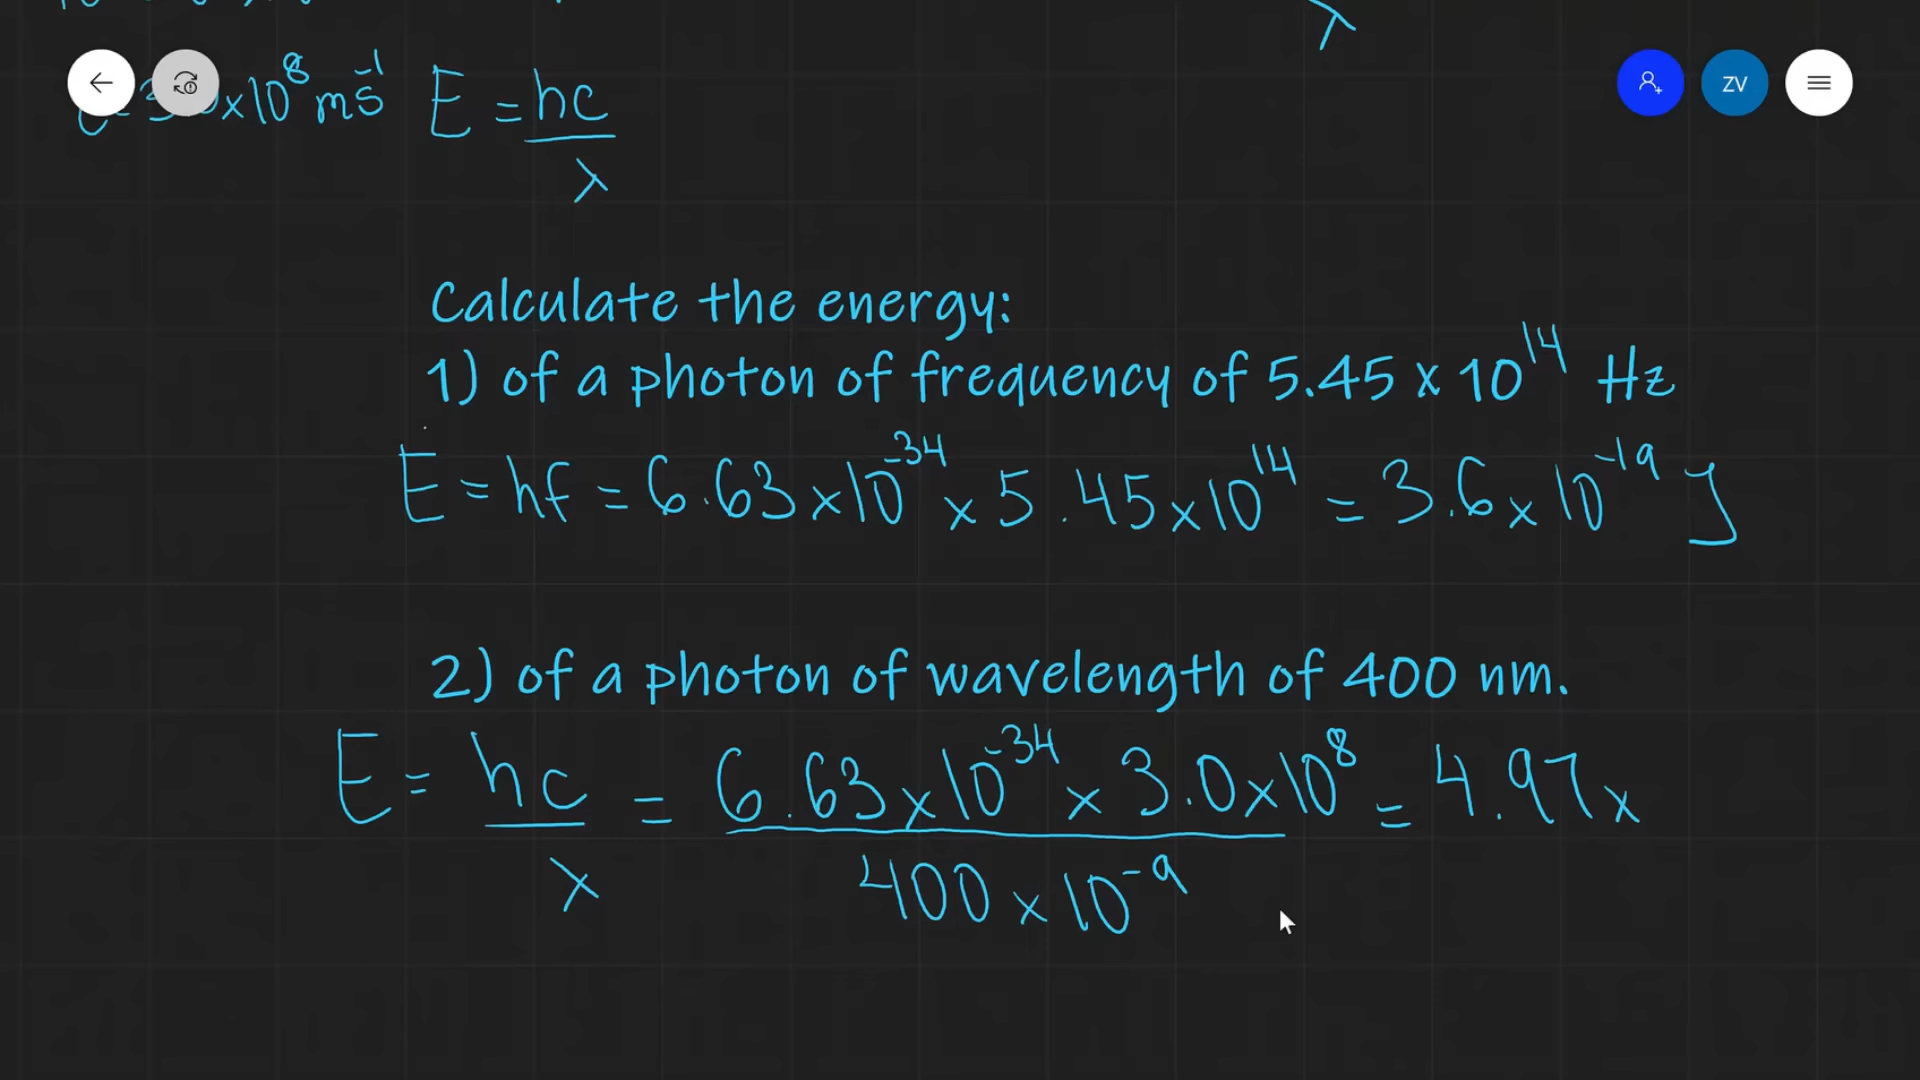 ZV
λ
x10⁸ ms⁻¹ E = hc
λ
Calculate the energy:
1) of a photon of frequency of 5.45 x 10¹⁴ Hz
E = hf = 6.63 x 10⁻³⁴ x 5.45 x 10¹⁴ = 3.6 x 10⁻¹⁹ J
2) of a photon of wavelength of 400 nm.
E = hc = 6.63 x 10⁻³⁴ x 3.0 x 10⁸ = 4.97 x
λ 400 x 10⁻⁹